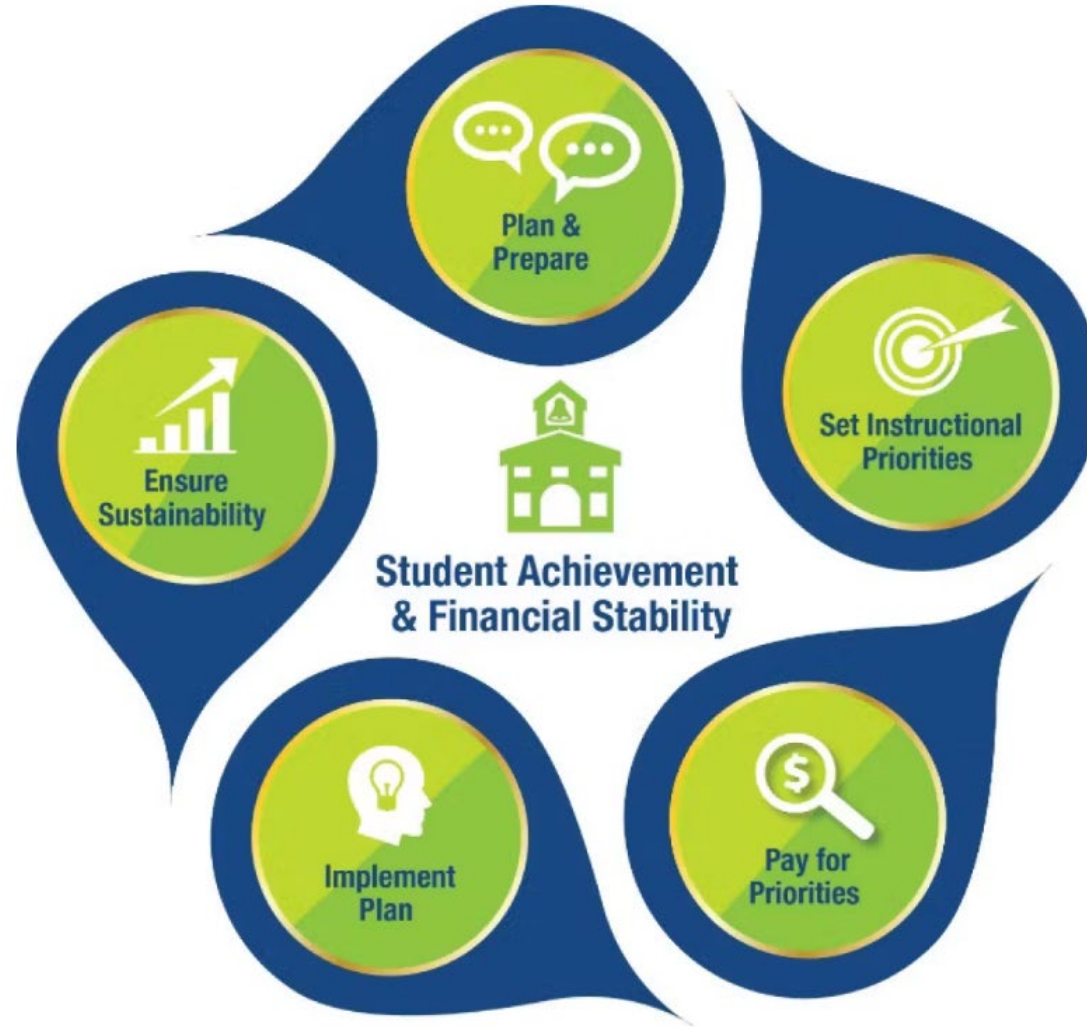 Plan &
Prepare
Set Instructional
Priorities
Pay for
Priorities
Implement
Plan
Ensure
Sustainability
Student Achievement
& Financial Stability
$